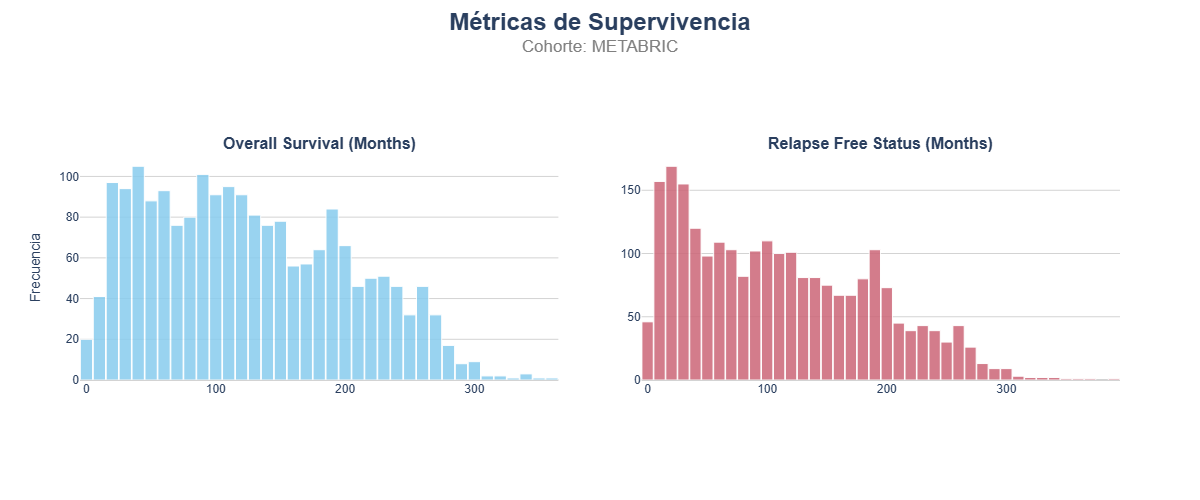 Métricas de Supervivencia
Cohorte: METABRIC
Overall Survival (Months)
Frecuencia
100
80
60
40
20
0
0 100 200 300
Relapse Free Status (Months)
150
100
50
0
0 100 200 300